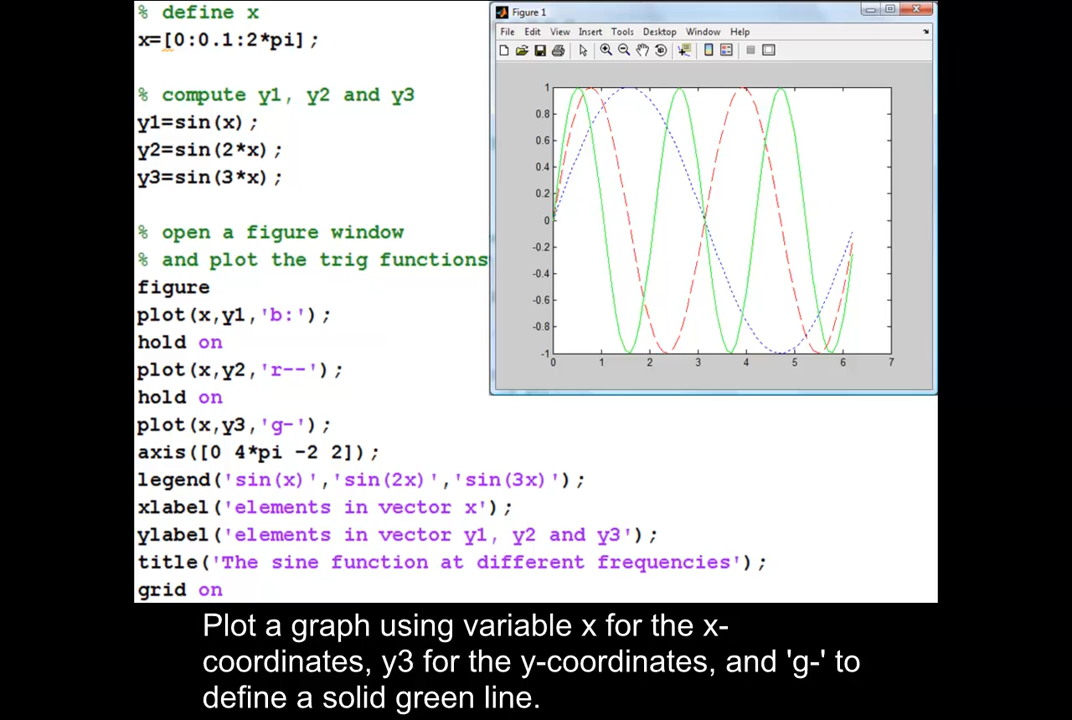 % define x
x=[0:0.1:2*pi];
% compute y1, y2 and y3
y1=sin(x);
y2=sin(2*x);
y3=sin(3*x);
% open a figure window
% and plot the trig functions
figure
plot(x,y1,'b:');
hold on
plot(x,y2,'r--');
hold on
plot(x,y3,'g-');
axis([0 4*pi -2 2]);
legend('sin(x)','sin(2x)','sin(3x)');
xlabel('elements in vector x');
ylabel('elements in vector y1, y2 and y3');
title('The sine function at different frequencies');
grid on
Figure 1
File Edit View Insert Tools Desktop Window Help
1
0.8
0.6
0.4
0.2
0
-0.2
-0.4
-0.6
-0.8
-1
0 1 2 3 4 5 6 7
Plot a graph using variable x for the x-
coordinates, y3 for the y-coordinates, and 'g-' to
define a solid green line.